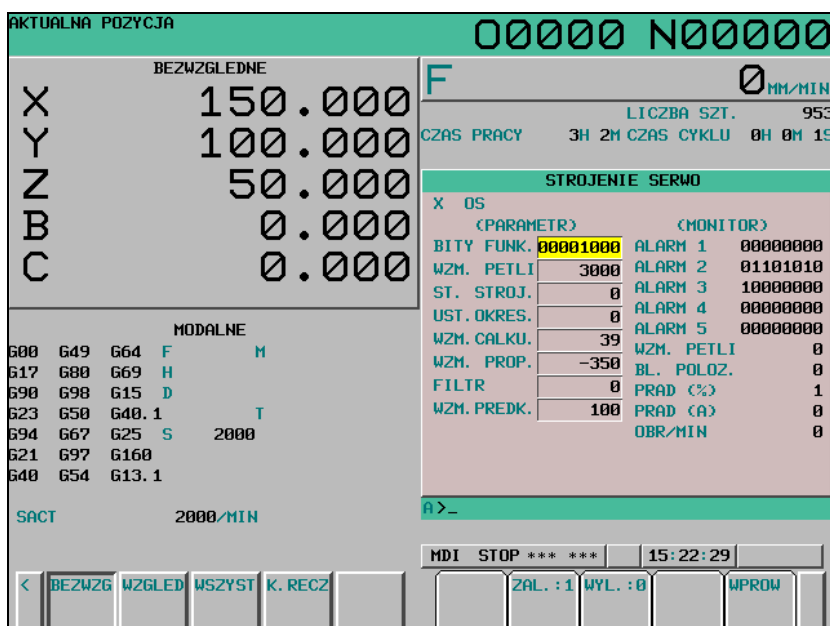 AKTUALNA POZYCJA
O0000 N00000
BEZWZGLEDNE
X 150.000
Y 100.000
Z 50.000
B 0.000
C 0.000
F 0 MM/MIN
LICZBA SZT. 953
CZAS PRACY 3H 2M CZAS CYKLU 0H 0M 1S
MODALNE
G00 G49 G64 F M
G17 G80 G69 H
G90 G98 G15 D
G23 G50 G40.1 T
G94 G67 G25 S 2000
G21 G97 G160
G40 G54 G13.1
SACT 2000/MIN
STROJENIE SERWO
X OS
(PARAMETR) (MONITOR)
BITY FUNK. 00001000 ALARM 1 00000000
WZM. PETLI 3000 ALARM 2 01101010
ST. STROJ. 0 ALARM 3 10000000
UST.OKRES. 0 ALARM 4 00000000
WZM.CALKU. 39 ALARM 5 00000000
WZM. PROP. -350 WZM. PETLI 0
FILTR 0 BL. POLOZ. 0
WZM.PREDK. 100 PRAD (%) 1
PRAD (A) 0
OBR/MIN 0
A>_
MDI STOP *** *** 15:22:29
< BEZWZG WZGLED WSZYST K.RECZ ZAL.:1 WYL.:0 WPROW